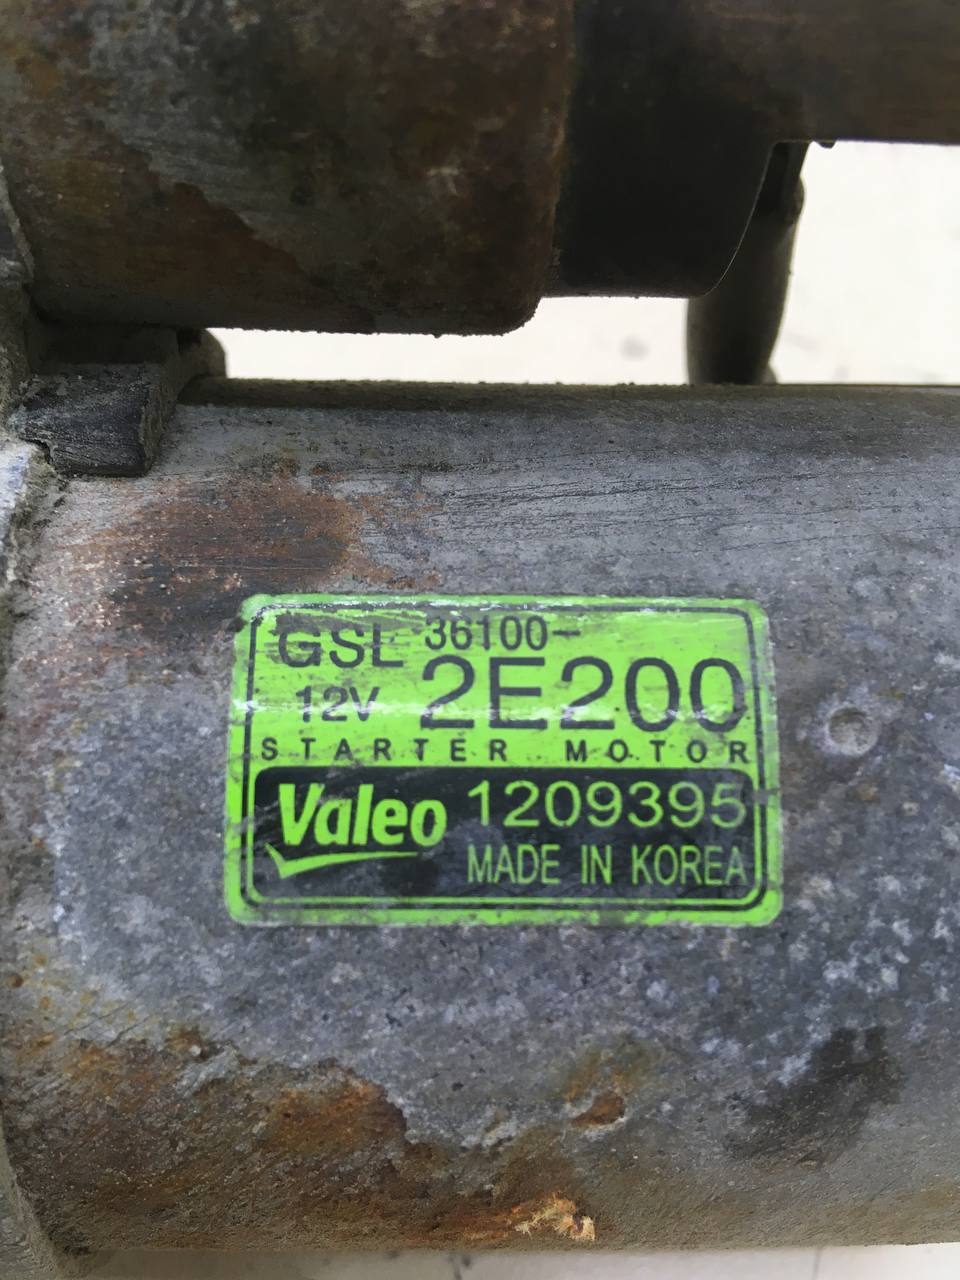 GSL 36100-
12V 2E200
STARTER MOTOR
Valeo 1209395
MADE IN KOREA